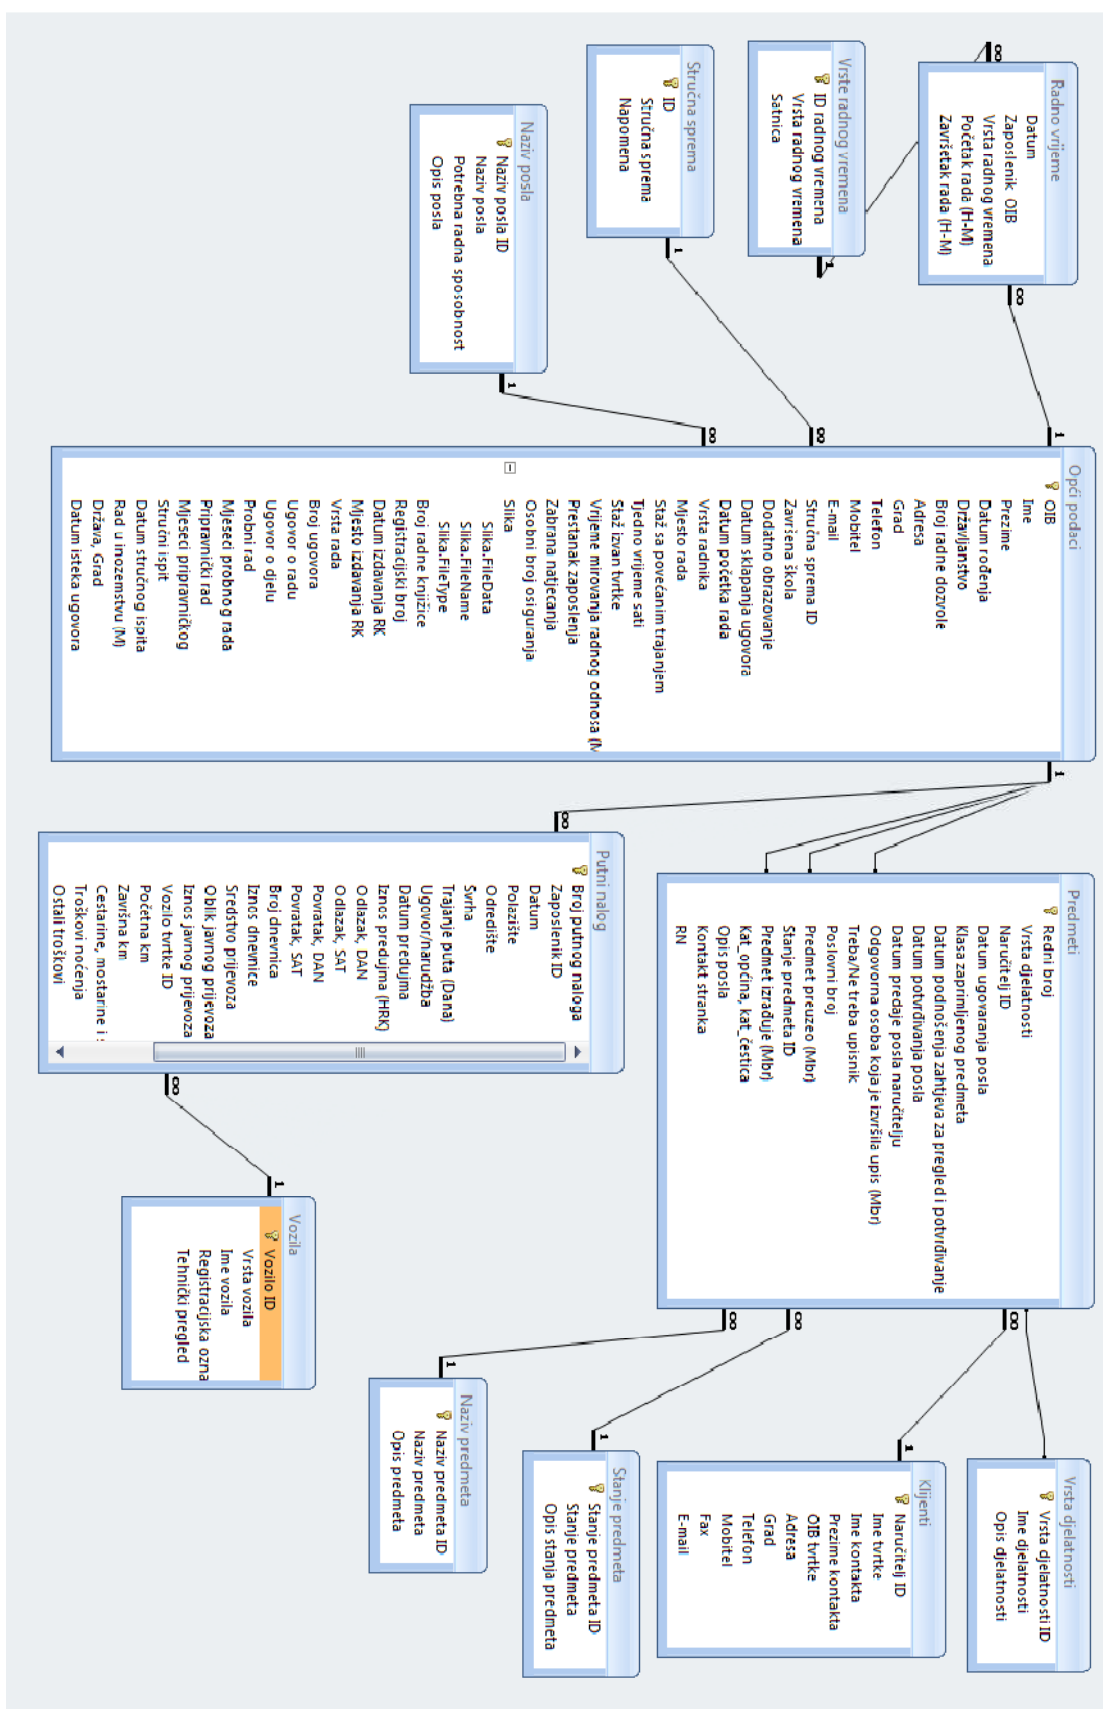 Radno vrijeme
Datum
Zaposlenik OIB
Vrsta radnog vremena
Početak rada (H-M)
Završetak rada (H-M)
Vrste radnog vremena
ID radnog vremena
Vrsta radnog vremena
Satnica
Stručna sprema
ID
Stručna sprema
Napomena
Naziv posla
Naziv posla ID
Naziv posla
Potrebna radna sposobnost
Opis posla
Opći podaci
OIB
Ime
Prezime
Datum rođenja
Državljanstvo
Broj radne dozvole
Adresa
Grad
Telefon
Mobitel
E-mail
Stručna sprema ID
Završena škola
Dodatno obrazovanje
Datum sklapanja ugovora
Datum početka rada
Vrsta radnika
Mjesto rada
Staž sa povećanim trajanjem
Tjedno vrijeme sati
Staž izvan tvrtke
Vrijeme mirovanja radnog odnosa (M
Prestanak zaposlenja
Zabrana natjecanja
Osobni broj osiguranja
Slika
Slika.FileData
Slika.FileName
Slika.FileType
Broj radne knjižice
Registracijski broj
Datum izdavanja RK
Mjesto izdavanja RK
Vrsta rada
Broj ugovora
Ugovor o radu
Ugovor o djelu
Probni rad
Mjeseci probnog rada
Pripravnički rad
Mjeseci pripravničkog
Stručni ispit
Datum stručnog ispita
Rad u inozemstvu (M)
Država, Grad
Datum isteka ugovora
Predmeti
Redni broj
Vrsta djelatnosti
Naručitelj ID
Datum ugovaranja posla
Klasa zaprimljenog predmeta
Datum podnošenja zahtjeva za pregled i potvrđivanje
Datum potvrđivanja posla
Datum predaje posla naručitelju
Odgovorna osoba koja je izvršila upis (Mbr)
Treba/Ne treba upisnik
Poslovni broj
Predmet preuzeo (Mbr)
Stanje predmeta ID
Predmet izrađuje (Mbr)
Kat_općina, kat_čestica
Opis posla
Kontakt stranka
RN
Putni nalog
Broj putnog naloga
Zaposlenik ID
Datum
Polazište
Odredište
Svrha
Trajanje puta (Dana)
Ugovor/narudžba
Datum predujma
Iznos predujma (HRK)
Odlazak, DAN
Odlazak, SAT
Povratak, DAN
Povratak, SAT
Broj dnevnica
Iznos dnevnice
Sredstvo prijevoza
Oblik javnog prijevoza
Iznos javnog prijevoza
Vozilo tvrtke ID
Početna km
Završna km
Cestarine, mostarine i s
Troškovi noćenja
Ostali troškovi
Vrsta djelatnosti
Vrsta djelatnosti ID
Ime djelatnosti
Opis djelatnosti
Klijenti
Naručitelj ID
Ime tvrtke
Ime kontakta
Prezime kontakta
OIB tvrtke
Adresa
Grad
Telefon
Mobitel
Fax
E-mail
Stanje predmeta
Stanje predmeta ID
Stanje predmeta
Opis stanja predmeta
Naziv predmeta
Naziv predmeta ID
Naziv predmeta
Opis predmeta
Vozila
Vozilo ID
Vrsta vozila
Ime vozila
Registracijska ozna
Tehnički pregled